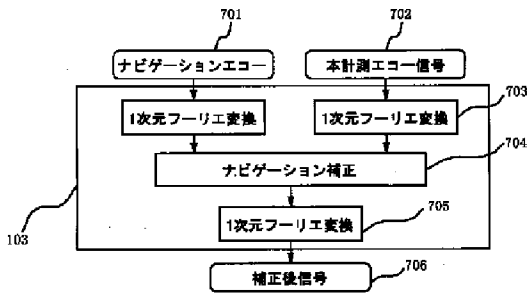 701
702
ナビゲーションエコー
本計測エコー信号
703
1次元フーリエ変換
1次元フーリエ変換
704
ナビゲーション補正
705
1次元フーリエ変換
103
補正後信号
706